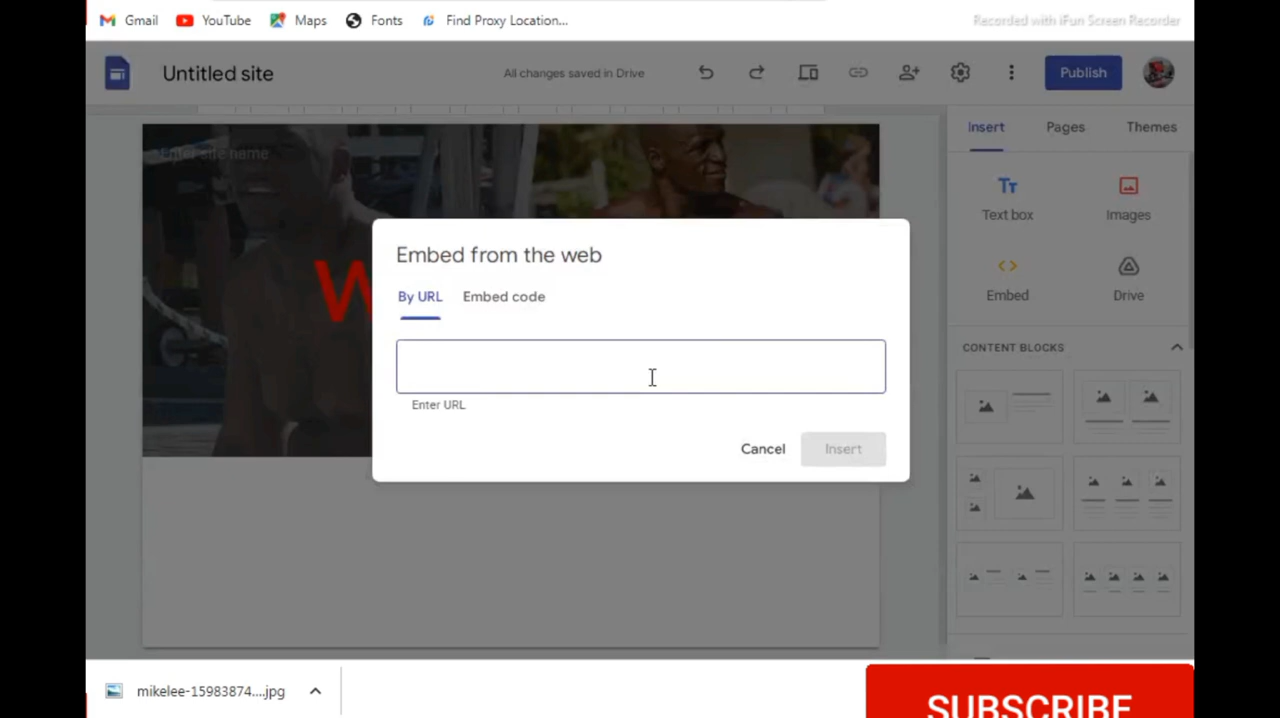 Gmail YouTube Maps Fonts Find Proxy Location...
Recorded with iFun Screen Recorder
Untitled site All changes saved in Drive Publish
Insert Pages Themes
Enter site name
W
Text box Images
Embed Drive
CONTENT BLOCKS
Embed from the web
By URL Embed code
Enter URL
Cancel Insert
mikelee-15983874....jpg
SUBSCRIBE